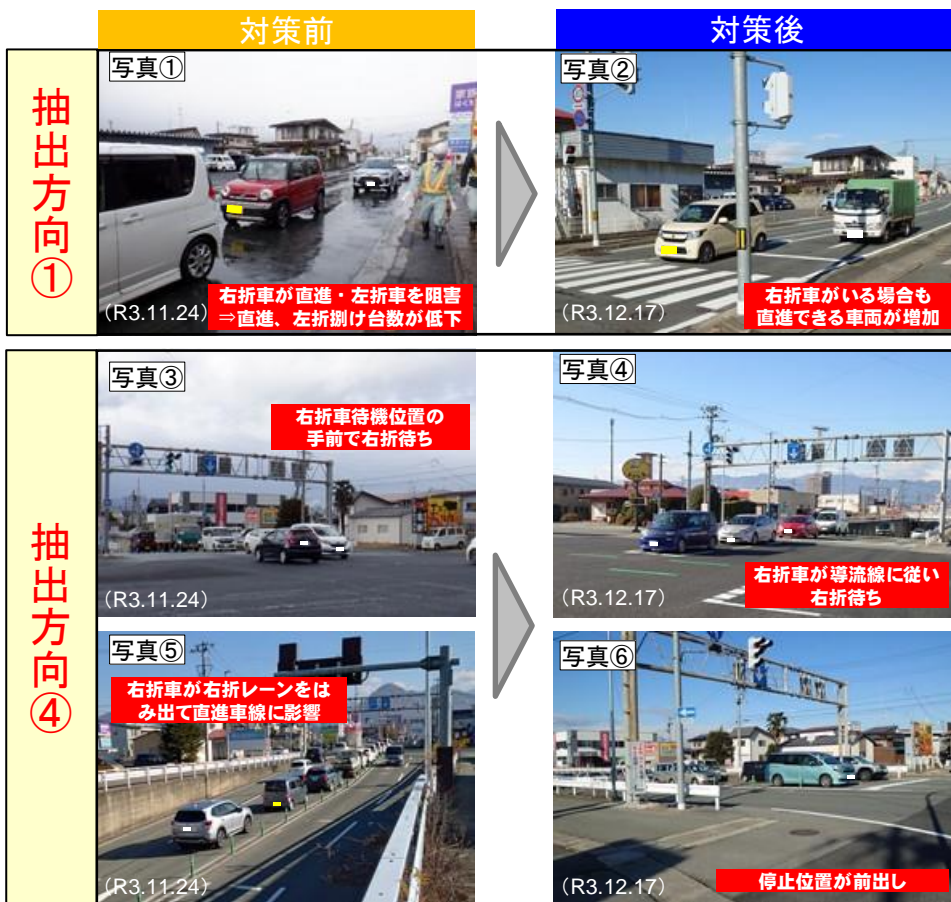 対策前
対策後
抽出方向①
写真①
(R3.11.24)
右折車が直進・左折車を阻害
⇒直進、左折捌け台数が低下
写真②
(R3.12.17)
右折車がいる場合も
直進できる車両が増加
抽出方向④
写真③
右折車待機位置の
手前で右折待ち
(R3.11.24)
写真④
右折車が導流線に従い
右折待ち
(R3.12.17)
写真⑤
右折車が右折レーンをは
み出て直進車線に影響
(R3.11.24)
写真⑥
(R3.12.17)
停止位置が前出し